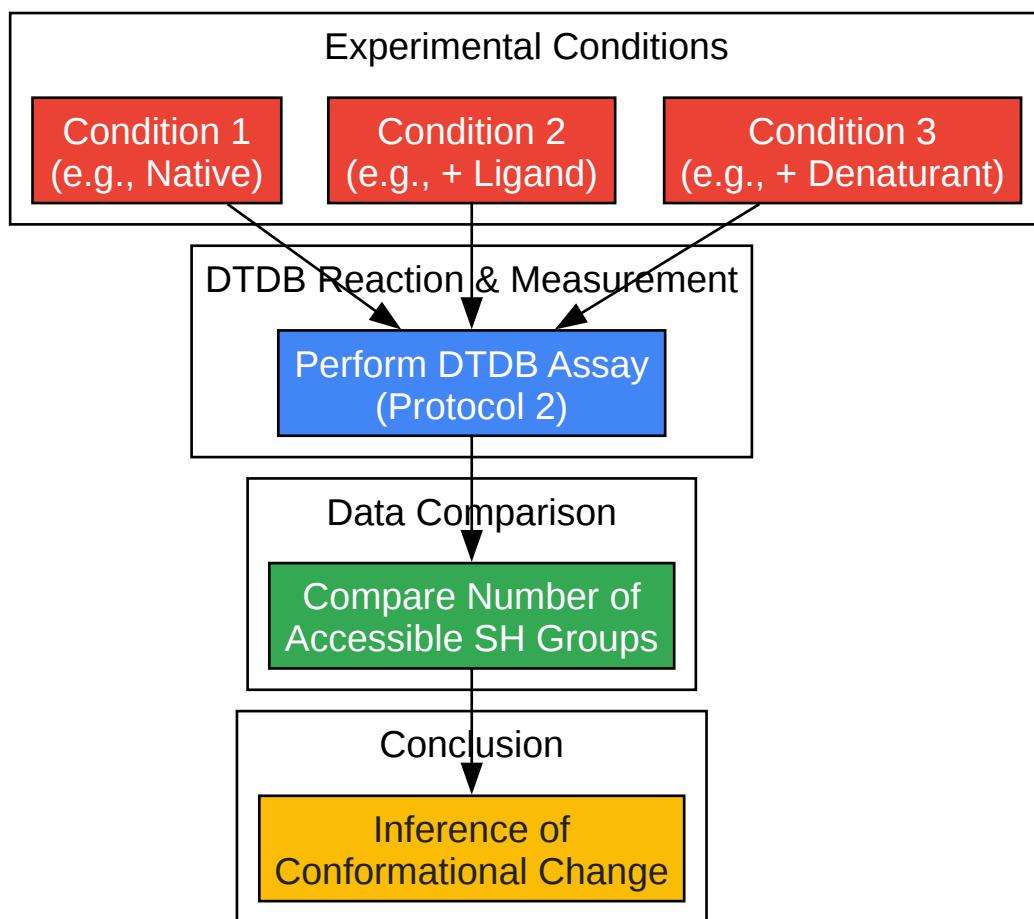 Experimental Conditions
Condition 1
(e.g., Native)
Condition 2
(e.g., + Ligand)
Condition 3
(e.g., + Denaturant)
DTDB Reaction & Measurement
Perform DTDB Assay
(Protocol 2)
Data Comparison
Compare Number of
Accessible SH Groups
Conclusion
Inference of
Conformational Change